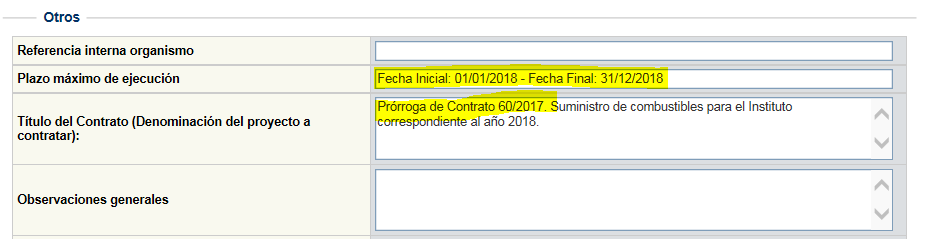 Otros
Referencia interna organismo
Plazo máximo de ejecución
Fecha Inicial: 01/01/2018 - Fecha Final: 31/12/2018
Título del Contrato (Denominación del proyecto a
contratar):
Prórroga de Contrato 60/2017. Suministro de combustibles para el Instituto
correspondiente al año 2018.
Observaciones generales